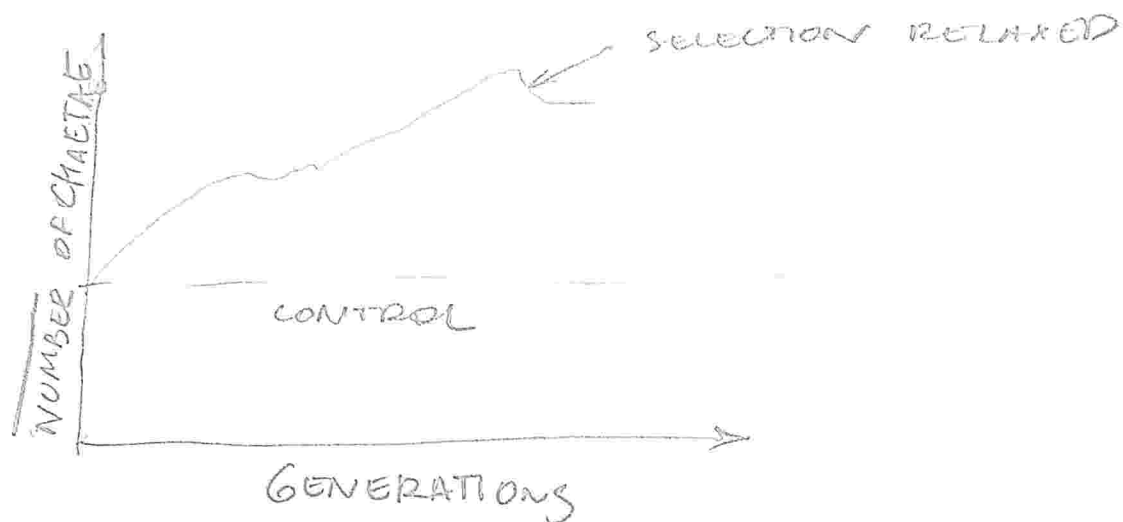 SELECTION RELAXED
NUMBER OF CHAETAE
CONTROL
GENERATIONS